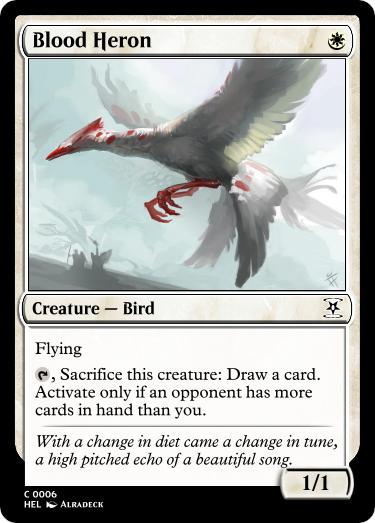 Blood Heron
Creature — Bird
Flying
, Sacrifice this creature: Draw a card.
Activate only if an opponent has more
cards in hand than you.
With a change in diet came a change in tune,
a high pitched echo of a beautiful song.
1/1
C 0006
HEL Alradeck